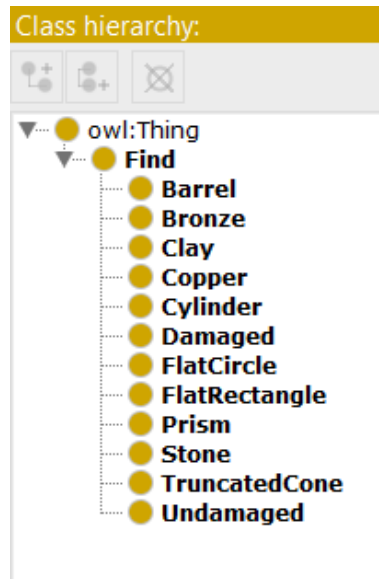 Class hierarchy:
owl:Thing
Find
Barrel
Bronze
Clay
Copper
Cylinder
Damaged
FlatCircle
FlatRectangle
Prism
Stone
TruncatedCone
Undamaged